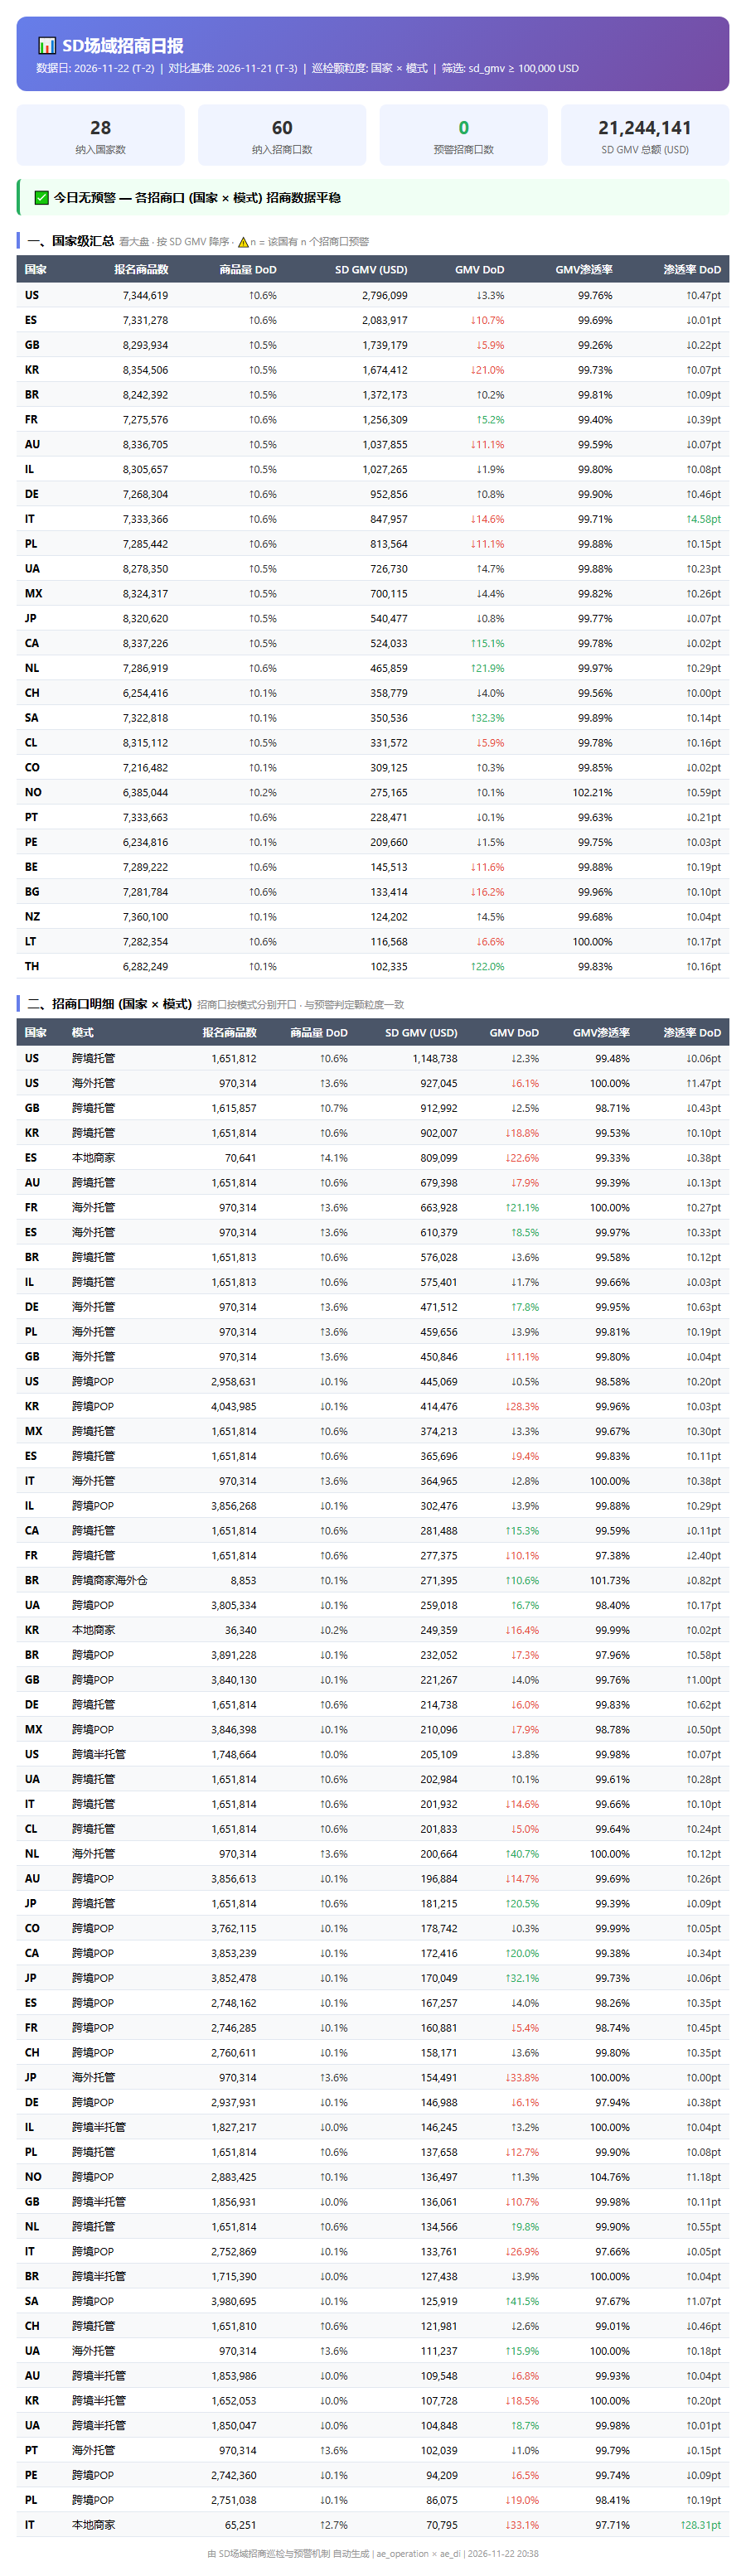 📊 SD场域招商日报
数据日: 2026-11-22 (T-2) | 对比基准: 2026-11-21 (T-3) | 巡检颗粒度: 国家 × 模式 | 筛选: sd_gmv ≥ 100,000 USD
28 60 0 21,244,141
纳入国家数 纳入招商口数 预警招商口数 SD GMV 总额 (USD)
✅ 今日无预警 — 各招商口 (国家 × 模式) 招商数据平稳
一、国家级汇总 看大盘 · 按 SD GMV 降序 · ⚠️n = 该国有 n 个招商口预警
国家 报名商品数 商品量 DoD SD GMV (USD) GMV DoD GMV渗透率 渗透率 DoD
US 7,344,619 ↑0.6% 2,796,099 ↓3.3% 99.76% ↑0.47pt
ES 7,331,278 ↑0.6% 2,083,917 ↓10.7% 99.69% ↓0.01pt
GB 8,293,934 ↑0.5% 1,739,179 ↓5.9% 99.26% ↓0.22pt
KR 8,354,506 ↑0.5% 1,674,412 ↓21.0% 99.73% ↑0.07pt
BR 8,242,392 ↑0.5% 1,372,173 ↑0.2% 99.81% ↑0.09pt
FR 7,275,576 ↑0.6% 1,256,309 ↑5.2% 99.40% ↓0.39pt
AU 8,336,705 ↑0.5% 1,037,855 ↓11.1% 99.59% ↓0.07pt
IL 8,305,657 ↑0.5% 1,027,265 ↓1.9% 99.80% ↑0.08pt
DE 7,268,304 ↑0.6% 952,856 ↑0.8% 99.90% ↑0.46pt
IT 7,333,366 ↑0.6% 847,957 ↓14.6% 99.71% ↑4.58pt
PL 7,285,442 ↑0.6% 813,564 ↓11.1% 99.88% ↑0.15pt
UA 8,278,350 ↑0.5% 726,730 ↑4.7% 99.88% ↑0.23pt
MX 8,324,317 ↑0.5% 700,115 ↓4.4% 99.82% ↑0.26pt
JP 8,320,620 ↑0.5% 540,477 ↓0.8% 99.77% ↓0.07pt
CA 8,337,226 ↑0.5% 524,033 ↑15.1% 99.78% ↓0.02pt
NL 7,286,919 ↑0.6% 465,859 ↑21.9% 99.97% ↑0.29pt
CH 6,254,416 ↑0.1% 358,779 ↓4.0% 99.56% ↑0.00pt
SA 7,322,818 ↑0.1% 350,536 ↑32.3% 99.89% ↑0.14pt
CL 8,315,112 ↑0.5% 331,572 ↓5.9% 99.78% ↑0.16pt
CO 7,216,482 ↑0.1% 309,125 ↑0.3% 99.85% ↓0.02pt
NO 6,385,044 ↑0.2% 275,165 ↑0.1% 102.21% ↑0.59pt
PT 7,333,663 ↑0.6% 228,471 ↓0.1% 99.63% ↓0.21pt
PE 6,234,816 ↑0.1% 209,660 ↓1.5% 99.75% ↑0.03pt
BE 7,289,222 ↑0.6% 145,513 ↓11.6% 99.88% ↑0.19pt
BG 7,281,784 ↑0.6% 133,414 ↓16.2% 99.96% ↑0.10pt
NZ 7,360,100 ↑0.1% 124,202 ↑4.5% 99.68% ↑0.04pt
LT 7,282,354 ↑0.6% 116,568 ↓6.6% 100.00% ↑0.17pt
TH 6,282,249 ↑0.1% 102,335 ↑22.0% 99.83% ↑0.16pt
二、招商口明细 (国家 × 模式) 招商口按模式分别开口 · 与预警判定颗粒度一致
国家 模式 报名商品数 商品量 DoD SD GMV (USD) GMV DoD GMV渗透率 渗透率 DoD
US 跨境托管 1,651,812 ↑0.6% 1,148,738 ↓2.3% 99.48% ↓0.06pt
US 海外托管 970,314 ↑3.6% 927,045 ↓6.1% 100.00% ↑1.47pt
GB 跨境托管 1,615,857 ↑0.7% 912,992 ↓2.5% 98.71% ↓0.43pt
KR 跨境托管 1,651,814 ↑0.6% 902,007 ↓18.8% 99.53% ↑0.10pt
ES 本地商家 70,641 ↑4.1% 809,099 ↓22.6% 99.33% ↓0.38pt
AU 跨境托管 1,651,814 ↑0.6% 679,398 ↓7.9% 99.39% ↓0.13pt
FR 海外托管 970,314 ↑3.6% 663,928 ↑21.1% 100.00% ↑0.27pt
ES 海外托管 970,314 ↑3.6% 610,379 ↑8.5% 99.97% ↑0.33pt
BR 跨境托管 1,651,813 ↑0.6% 576,028 ↓3.6% 99.58% ↑0.12pt
IL 跨境托管 1,651,813 ↑0.6% 575,401 ↓1.7% 99.66% ↓0.03pt
DE 海外托管 970,314 ↑3.6% 471,512 ↑7.8% 99.95% ↑0.63pt
PL 海外托管 970,314 ↑3.6% 459,656 ↓3.9% 99.81% ↑0.19pt
GB 海外托管 970,314 ↑3.6% 450,846 ↓11.1% 99.80% ↓0.04pt
US 跨境POP 2,958,631 ↓0.1% 445,069 ↓0.5% 98.58% ↑0.20pt
KR 跨境POP 4,043,985 ↓0.1% 414,476 ↓28.3% 99.96% ↑0.03pt
MX 跨境托管 1,651,814 ↑0.6% 374,213 ↓3.3% 99.67% ↑0.30pt
ES 跨境托管 1,651,814 ↑0.6% 365,696 ↓9.4% 99.83% ↑0.11pt
IT 海外托管 970,314 ↑3.6% 364,965 ↓2.8% 100.00% ↑0.38pt
IL 跨境POP 3,856,268 ↓0.1% 302,476 ↓3.9% 99.88% ↑0.29pt
CA 跨境托管 1,651,814 ↑0.6% 281,488 ↑15.3% 99.59% ↓0.11pt
FR 跨境托管 1,651,814 ↑0.6% 277,375 ↓10.1% 97.38% ↓2.40pt
BR 跨境商家海外仓 8,853 ↑0.1% 271,395 ↑10.6% 101.73% ↓0.82pt
UA 跨境POP 3,805,334 ↓0.1% 259,018 ↑6.7% 98.40% ↑0.17pt
KR 本地商家 36,340 ↓0.2% 249,359 ↓16.4% 99.99% ↑0.02pt
BR 跨境POP 3,891,228 ↓0.1% 232,052 ↓7.3% 97.96% ↑0.58pt
GB 跨境POP 3,840,130 ↓0.1% 221,267 ↓4.0% 99.76% ↑1.00pt
DE 跨境托管 1,651,814 ↑0.6% 214,738 ↓6.0% 99.83% ↑0.62pt
MX 跨境POP 3,846,398 ↓0.1% 210,096 ↓7.9% 98.78% ↓0.50pt
US 跨境半托管 1,748,664 ↑0.0% 205,109 ↓3.8% 99.98% ↑0.07pt
UA 跨境托管 1,651,814 ↑0.6% 202,984 ↑0.1% 99.61% ↑0.28pt
IT 跨境托管 1,651,814 ↑0.6% 201,932 ↓14.6% 99.66% ↑0.10pt
CL 跨境托管 1,651,814 ↑0.6% 201,833 ↓5.0% 99.64% ↑0.24pt
NL 海外托管 970,314 ↑3.6% 200,664 ↑40.7% 100.00% ↑0.12pt
AU 跨境POP 3,856,613 ↓0.1% 196,884 ↓14.7% 99.69% ↑0.26pt
JP 跨境托管 1,651,814 ↑0.6% 181,215 ↑20.5% 99.39% ↓0.09pt
CO 跨境POP 3,762,115 ↓0.1% 178,742 ↓0.3% 99.99% ↑0.05pt
CA 跨境POP 3,853,239 ↓0.1% 172,416 ↑20.0% 99.38% ↓0.34pt
JP 跨境POP 3,852,478 ↓0.1% 170,049 ↑32.1% 99.73% ↓0.06pt
ES 跨境POP 2,748,162 ↓0.1% 167,257 ↓4.0% 98.26% ↑0.35pt
FR 跨境POP 2,746,285 ↓0.1% 160,881 ↓5.4% 98.74% ↑0.45pt
CH 跨境POP 2,760,611 ↓0.1% 158,171 ↓3.6% 99.80% ↑0.35pt
JP 海外托管 970,314 ↑3.6% 154,491 ↓33.8% 100.00% ↑0.00pt
DE 跨境POP 2,937,931 ↓0.1% 146,988 ↓6.1% 97.94% ↓0.38pt
IL 跨境半托管 1,827,217 ↓0.0% 146,245 ↑3.2% 100.00% ↑0.04pt
PL 跨境托管 1,651,814 ↑0.6% 137,658 ↓12.7% 99.90% ↑0.08pt
NO 跨境POP 2,883,425 ↑0.1% 136,497 ↑1.3% 104.76% ↑1.18pt
GB 跨境半托管 1,856,931 ↓0.0% 136,061 ↓10.7% 99.98% ↑0.11pt
NL 跨境托管 1,651,814 ↑0.6% 134,566 ↑9.8% 99.90% ↑0.55pt
IT 跨境POP 2,752,869 ↓0.1% 133,761 ↓26.9% 97.66% ↓0.05pt
BR 跨境半托管 1,715,390 ↓0.0% 127,438 ↓3.9% 100.00% ↑0.04pt
SA 跨境POP 3,980,695 ↓0.1% 125,919 ↑41.5% 97.67% ↑1.07pt
CH 跨境托管 1,651,810 ↑0.6% 121,981 ↓2.6% 99.01% ↓0.46pt
UA 海外托管 970,314 ↑3.6% 111,237 ↑15.9% 100.00% ↑0.18pt
AU 跨境半托管 1,853,986 ↓0.0% 109,548 ↓6.8% 99.93% ↑0.04pt
KR 跨境半托管 1,652,053 ↓0.0% 107,728 ↓18.5% 100.00% ↑0.20pt
UA 跨境半托管 1,850,047 ↓0.0% 104,848 ↑8.7% 99.98% ↑0.01pt
PT 海外托管 970,314 ↑3.6% 102,039 ↓1.0% 99.79% ↓0.15pt
PE 跨境POP 2,742,360 ↓0.1% 94,209 ↓6.5% 99.74% ↓0.09pt
PL 跨境POP 2,751,038 ↓0.1% 86,075 ↓19.0% 98.41% ↑0.19pt
IT 本地商家 65,251 ↑2.7% 70,795 ↓33.1% 97.71% ↑28.31pt
由 SD场域招商巡检与预警机制 自动生成 | ae_operation × ae_di | 2026-11-22 20:38